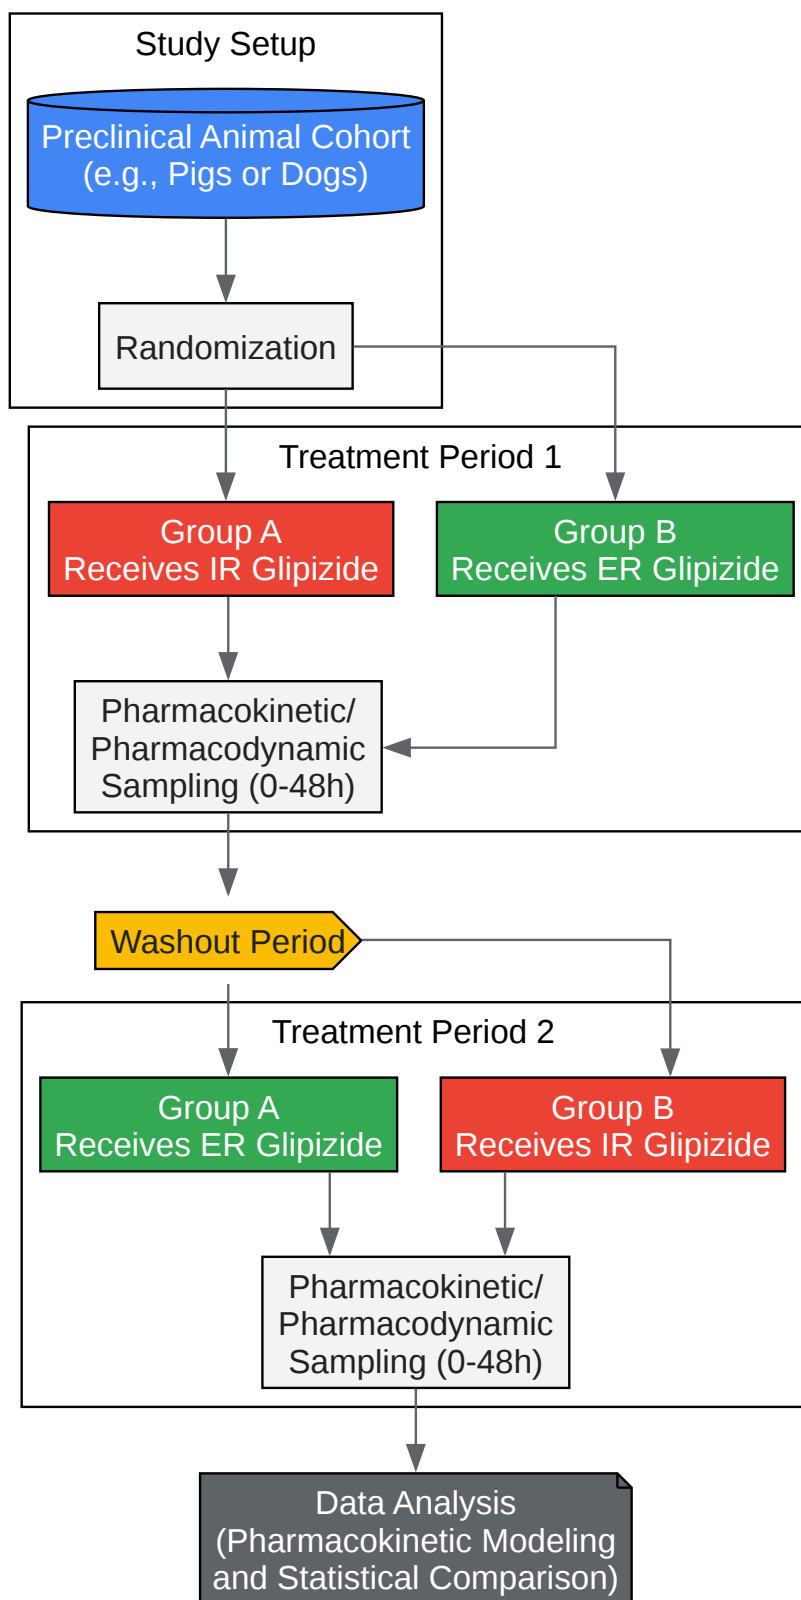 Study Setup
Preclinical Animal Cohort
(e.g., Pigs or Dogs)
Randomization
Treatment Period 1
Group A
Receives IR Glipizide
Group B
Receives ER Glipizide
Pharmacokinetic/
Pharmacodynamic
Sampling (0-48h)
Washout Period
Treatment Period 2
Group A
Receives ER Glipizide
Group B
Receives IR Glipizide
Pharmacokinetic/
Pharmacodynamic
Sampling (0-48h)
Data Analysis
(Pharmacokinetic Modeling
and Statistical Comparison)